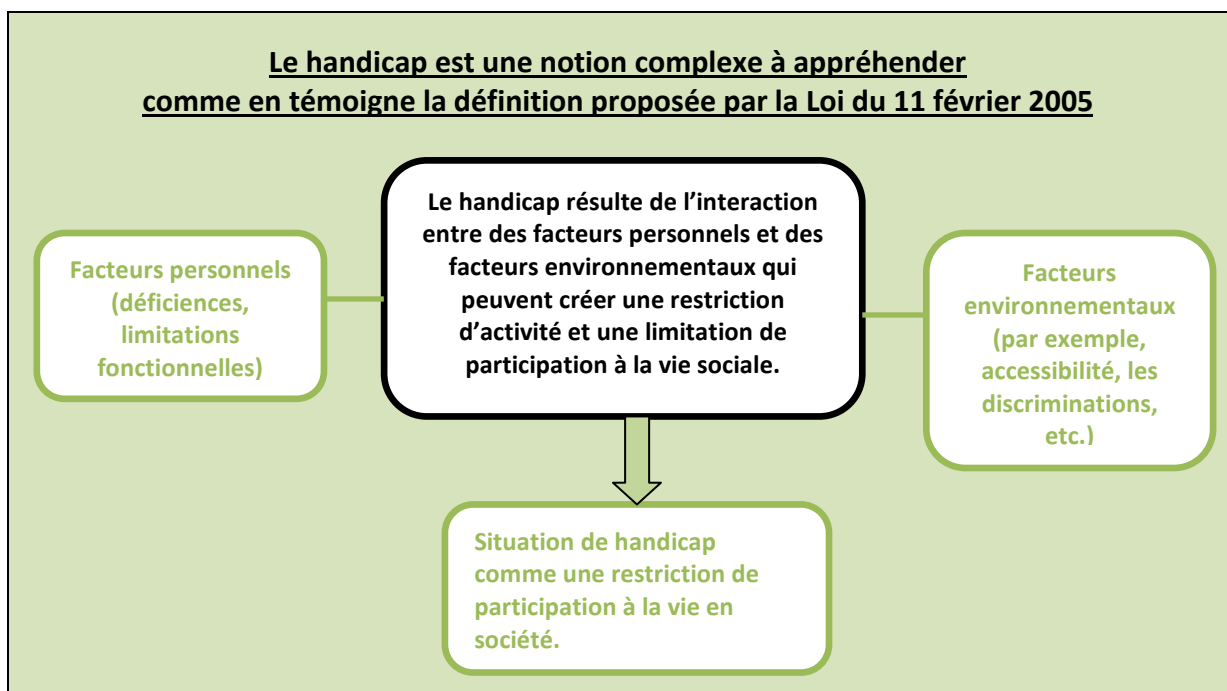 Le handicap est une notion complexe à appréhender
comme en témoigne la définition proposée par la Loi du 11 février 2005
Le handicap résulte de l’interaction
entre des facteurs personnels et des
facteurs environnementaux qui
peuvent créer une restriction
d’activité et une limitation de
participation à la vie sociale.
Facteurs personnels
(déficiences,
limitations
fonctionnelles)
Facteurs
environnementaux
(par exemple,
accessibilité, les
discriminations,
etc.)
Situation de handicap
comme une restriction de
participation à la vie en
société.